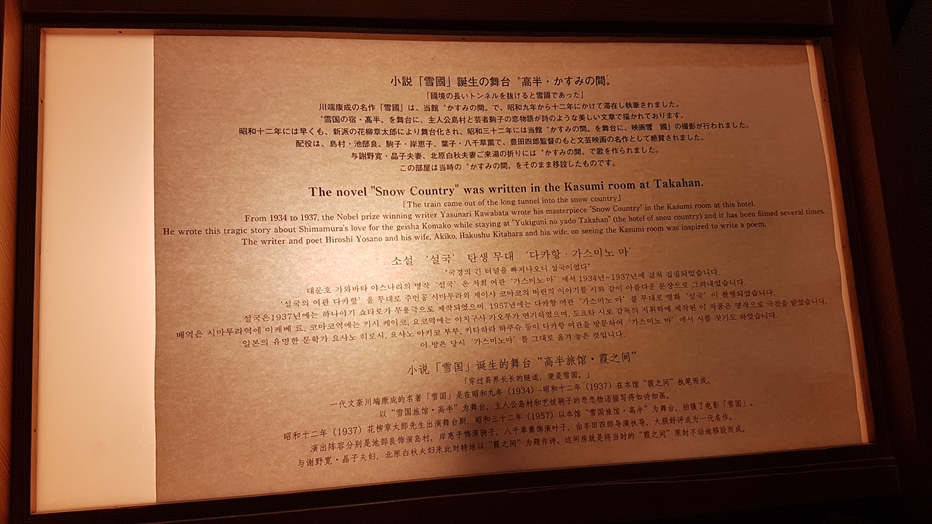 小説「雪國」誕生の舞台〝高半・かすみの間〟
「國境の長いトンネルを抜けると雪國であった」
川端康成の名作『雪國』は、当館〝かすみの間〟で、昭和九年から十二年にかけて滞在し執筆されました。
〝雪国の宿・高半〟を舞台に、主人公島村と芸者駒子の恋物語が詩のような美しい文章で描かれております。
昭和十二年には早くも、新派の花柳章太郎により舞台化され、昭和三十二年には当館〝かすみの間〟を舞台に、映画雪 國』の撮影が行われました。
配役は、島村・池部良、駒子・岸恵子、葉子・八千草薫で、豊田四郎監督のもと文芸映画の名作として絶賛されました。
与謝野寛・晶子夫妻、北原白秋夫妻ご来湯の折りには〝かすみの間〟で歌を作られました。
この部屋は当時の〝かすみの間〟をそのまま移設したものです。
The novel "Snow Country" was written in the Kasumi room at Takahan.
「The train came out of the long tunnel into the snow country」
From 1934 to 1937, the Nobel prize winning writer Yasunari Kawabata wrote his masterpiece "Snow Country" in the Kasumi room at this hotel.
He wrote this tragic story about Shimamura's love for the geisha Komako while staying at "Yukiguni no yado Takahan" (the hotel of snou country) and it has been filmed several times.
The writer and poet Hiroshi Yosano and his wife, Akiko, Hakushu Kitahara and his wife, on seeing the Kasumi room was inspired to write a poem.
소설 '설국' 탄생 무대 '다카항·가스미노 마'
"국경의 긴 터널을 빠져나오니 설국이었다"
대문호 가와바타 야스나리의 명작 '설국' 은 저희 여관 '가스미노 마' 에서 1934년~1937년에 걸쳐 집필되었습니다.
'설국의 여관 다카항' 을 무대로 주인공 시마무라와 게이샤 코마코의 비련의 이야기를 시와 같이 아름다운 문장으로 그려내었습니다.
설국은1937년에는 하나야기 쇼타로가 무용극으로 제작되었으며, 1957년에는 다카항 여관 '가스미노 마' 를 무대로 영화 '설국' 이 촬영되었습니다.
배역은 시마무라역에 이케베 료, 코마코역에는 키시 케이코, 요코역에는 야치구사 가오루가 연기하였으며, 도요타 시로 감독의 지휘하에 제작된 이 작품은 명작으로 극찬을 받았습니다.
일본의 유명한 문학가 요사노 히로시, 요사노 아키코 부부, 키타하라 하쿠슈 등이 다카항 여관을 방문하여 '가스미노 마' 에서 시를 짓기도 하였습니다.
이 방은 당시 '가스미노마' 를 그대로 옮겨 놓은 것입니다.
小说「雪国」诞生的舞台“高半旅馆・霞之间”
「穿过县界长长的隧道，便是雪国。」
一代文豪川端康成的名著「雪国」是在昭和九年（1934）~昭和十二年（1937）在本馆“霞之间”执笔而成。
以“雪国旅馆・高半”为舞台，主人公岛村和艺妓驹子的悲恋物语描写得如诗如画。
昭和十二年（1937）花柳章太郎先生出演舞台剧，昭和三十二年（1957）以本馆“雪国旅馆・高半”为舞台，拍摄了电影「雪国」。
演出阵容分别是池部良饰演岛村，岸惠子饰演驹子，八千草薰饰演叶子，由丰田四郎导演执导，大获好评成为一代名作。
与谢野宽・晶子夫妇，北原白秋夫妇来此时特地以“霞之间”为题作诗。这间房就是将当时的“霞之间”原封不动地移设而成。